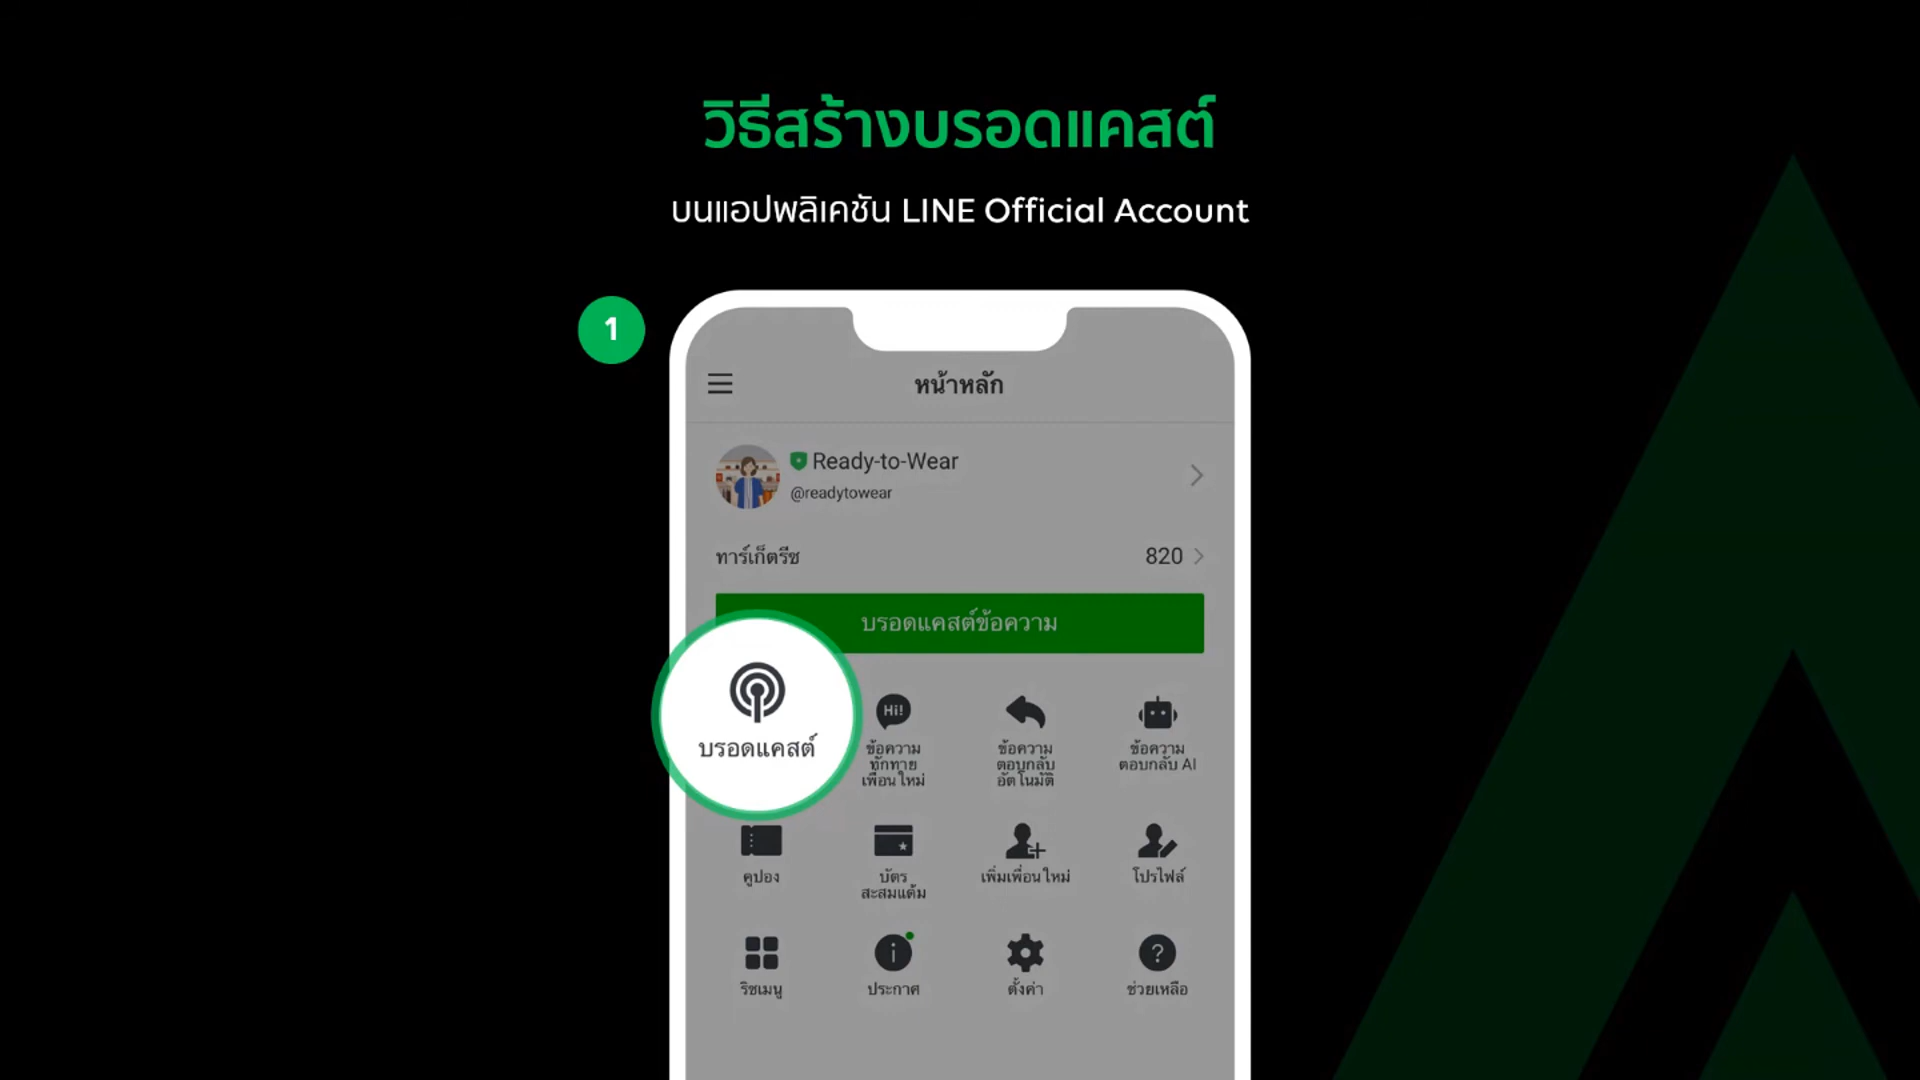 วิธีสร้างบรอดแคสต์
บนแอปพลิเคชัน LINE Official Account
1
หน้าหลัก
Ready-to-Wear
@readytowear
ทาร์เก็ตรีช
820
บรอดแคสต์ข้อความ
บรอดแคสต์
Hi!
ข้อความ
ทักทาย
เพื่อนใหม่
ข้อความ
ตอบกลับ
อัตโนมัติ
ข้อความ
ตอบกลับ AI
คูปอง
บัตร
สะสมแต้ม
เพิ่มเพื่อนใหม่
โปรไฟล์
ริชเมนู
ประกาศ
ตั้งค่า
ช่วยเหลือ